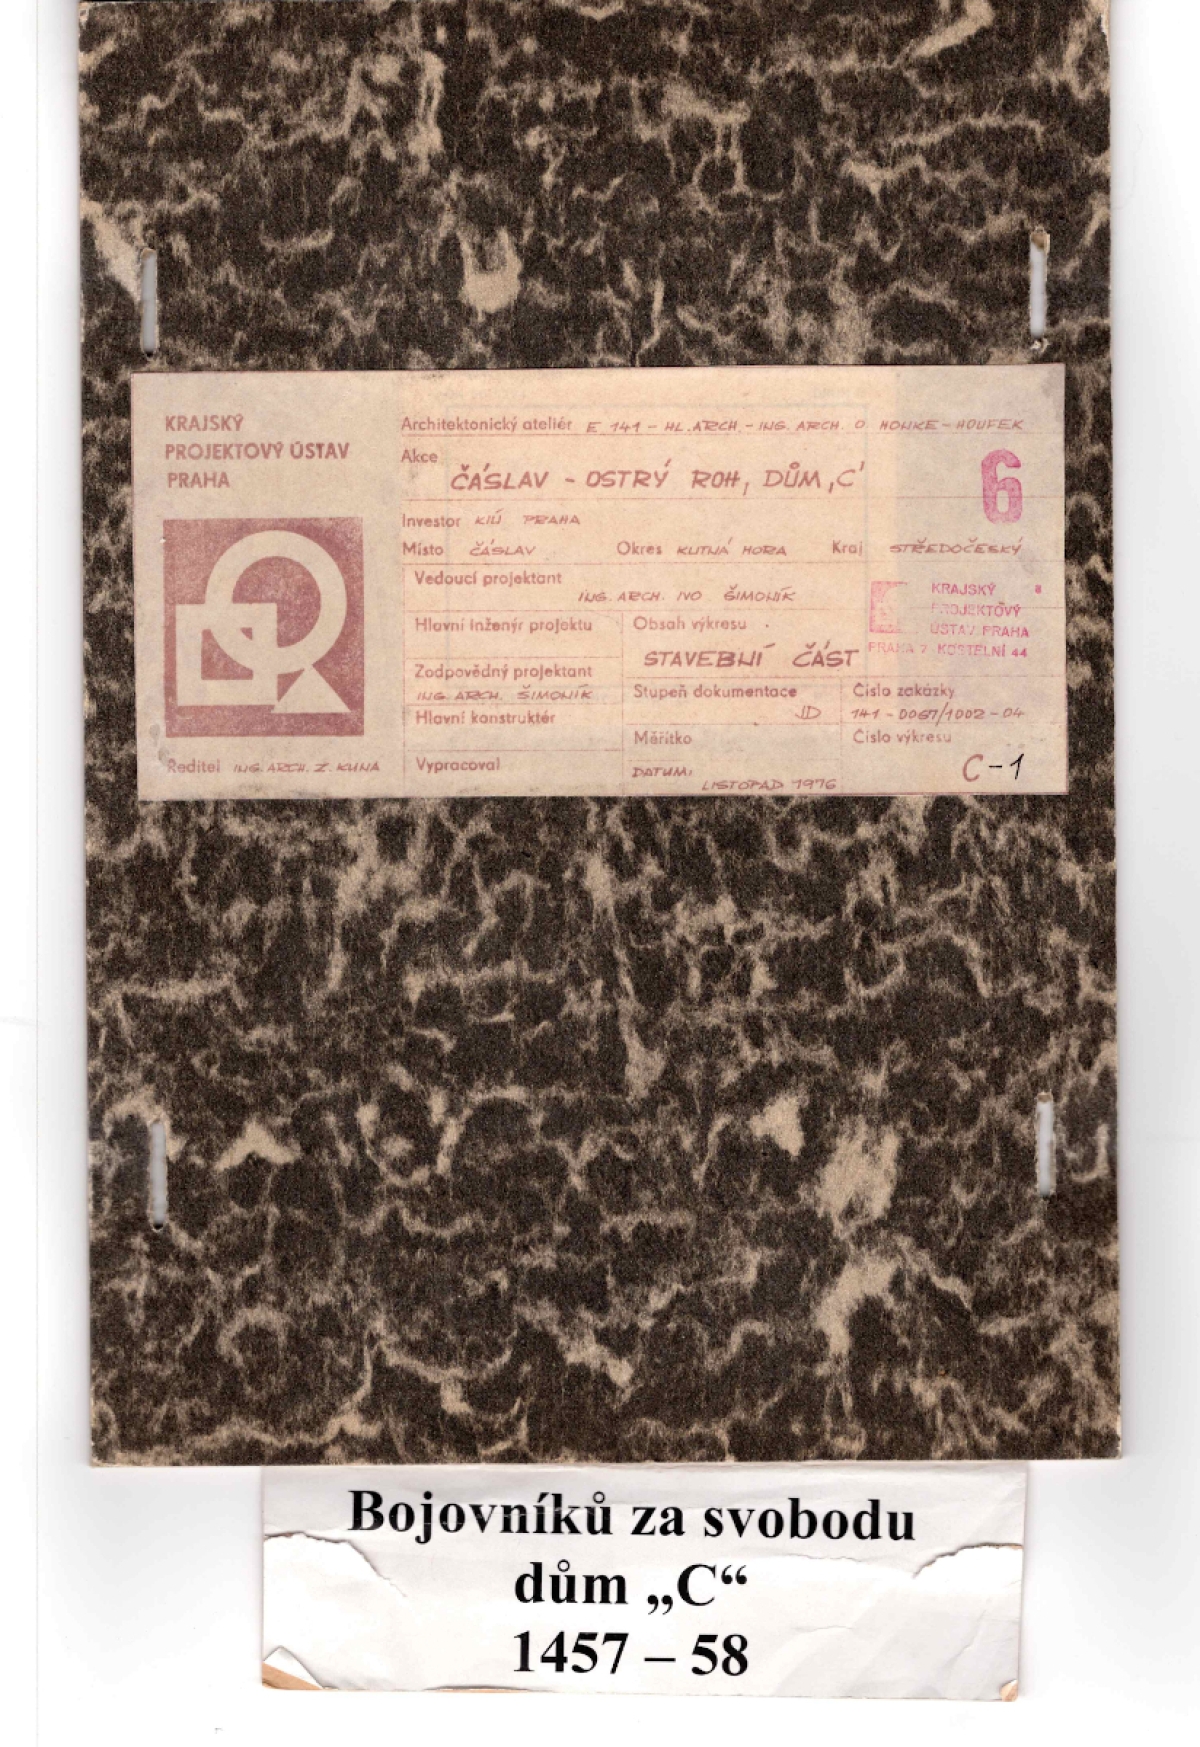 KRAJSKÝ
PROJEKTOVÝ ÚSTAV
PRAHA
Ředitel ING. ARCH. Z. KUNA
Architektonický ateliér E 141 - HL. ARCH. - ING. ARCH. O. HONKE - HOUFEK
Akce
ČÁSLAV - OSTRÝ ROH, DŮM ,C'
6
Investor KIÚ PRAHA
Místo ČÁSLAV Okres KUTNÁ HORA Kraj STŘEDOČESKÝ
Vedoucí projektant
ING. ARCH. IVO ŠIMONÍK
Hlavní inženýr projektu
Zodpovědný projektant
ING. ARCH. ŠIMONÍK
Hlavní konstruktér
Vypracoval
Obsah výkresu
STAVEBNÍ ČÁST
Stupeň dokumentace
JD
Měřítko
DATUM:
LISTOPAD 1976
KRAJSKÝ 8
PROJEKTOVÝ
ÚSTAV PRAHA
PRAHA 7 KOSTELNÍ 44
Číslo zakázky
141 - 0067/1002 - 04
Číslo výkresu
C - 1
Bojovníků za svobodu
dům „C“
1457 – 58